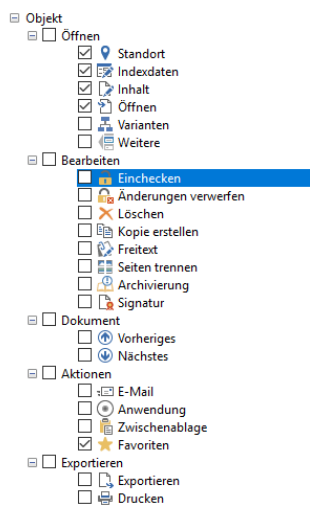 Objekt
Öffnen
Standort
Indexdaten
Inhalt
Öffnen
Varianten
Weitere
Bearbeiten
Einchecken
Änderungen verwerfen
Löschen
Kopie erstellen
Freitext
Seiten trennen
Archivierung
Signatur
Dokument
Vorheriges
Nächstes
Aktionen
E-Mail
Anwendung
Zwischenablage
Favoriten
Exportieren
Exportieren
Drucken